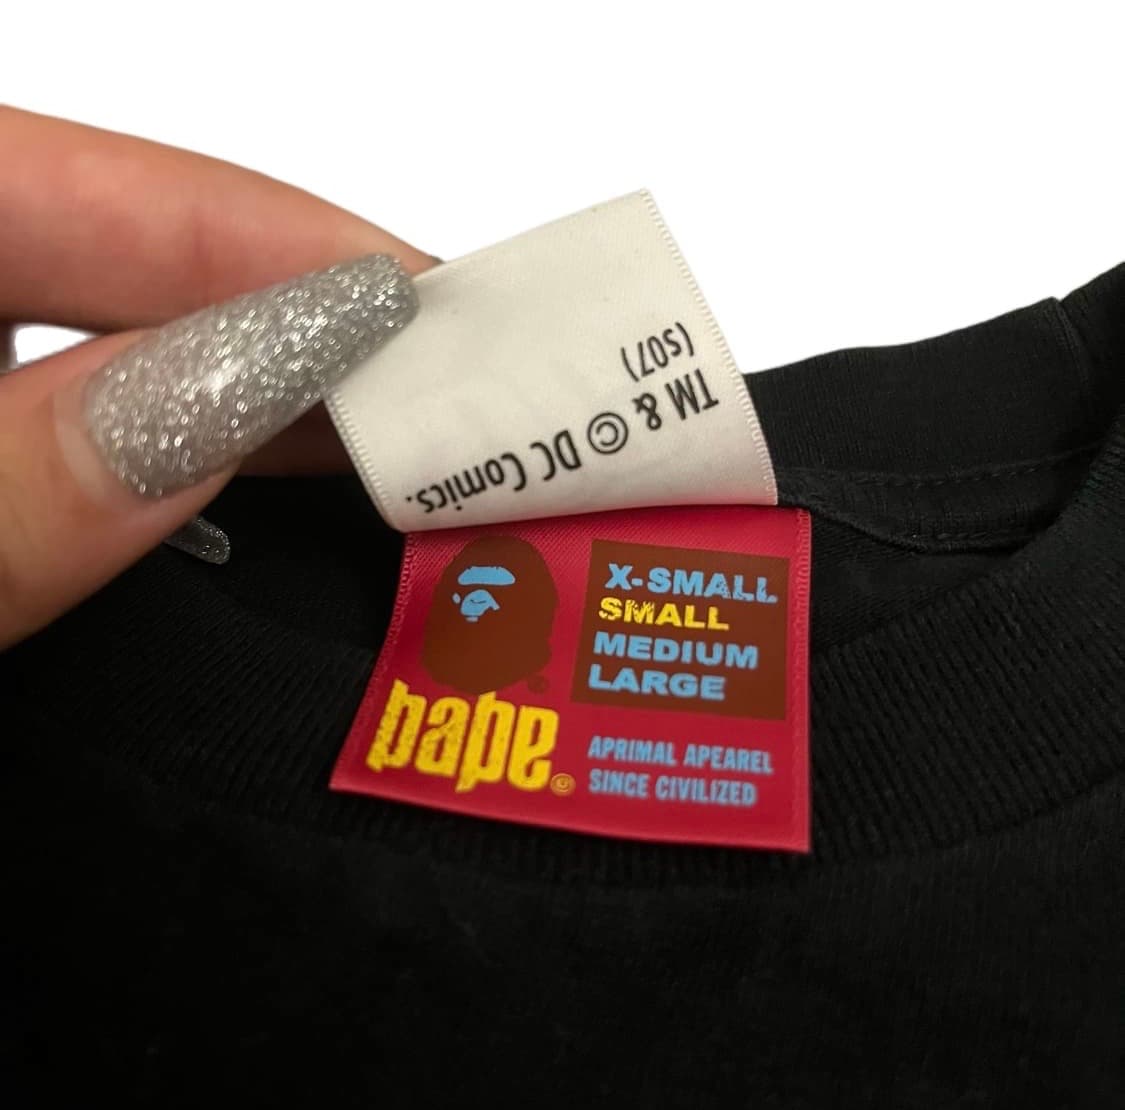 TM & © DC Comics.
(s07)
X-SMALL
SMALL
MEDIUM
LARGE
bape©
APRIMAL APEAREL
SINCE CIVILIZED